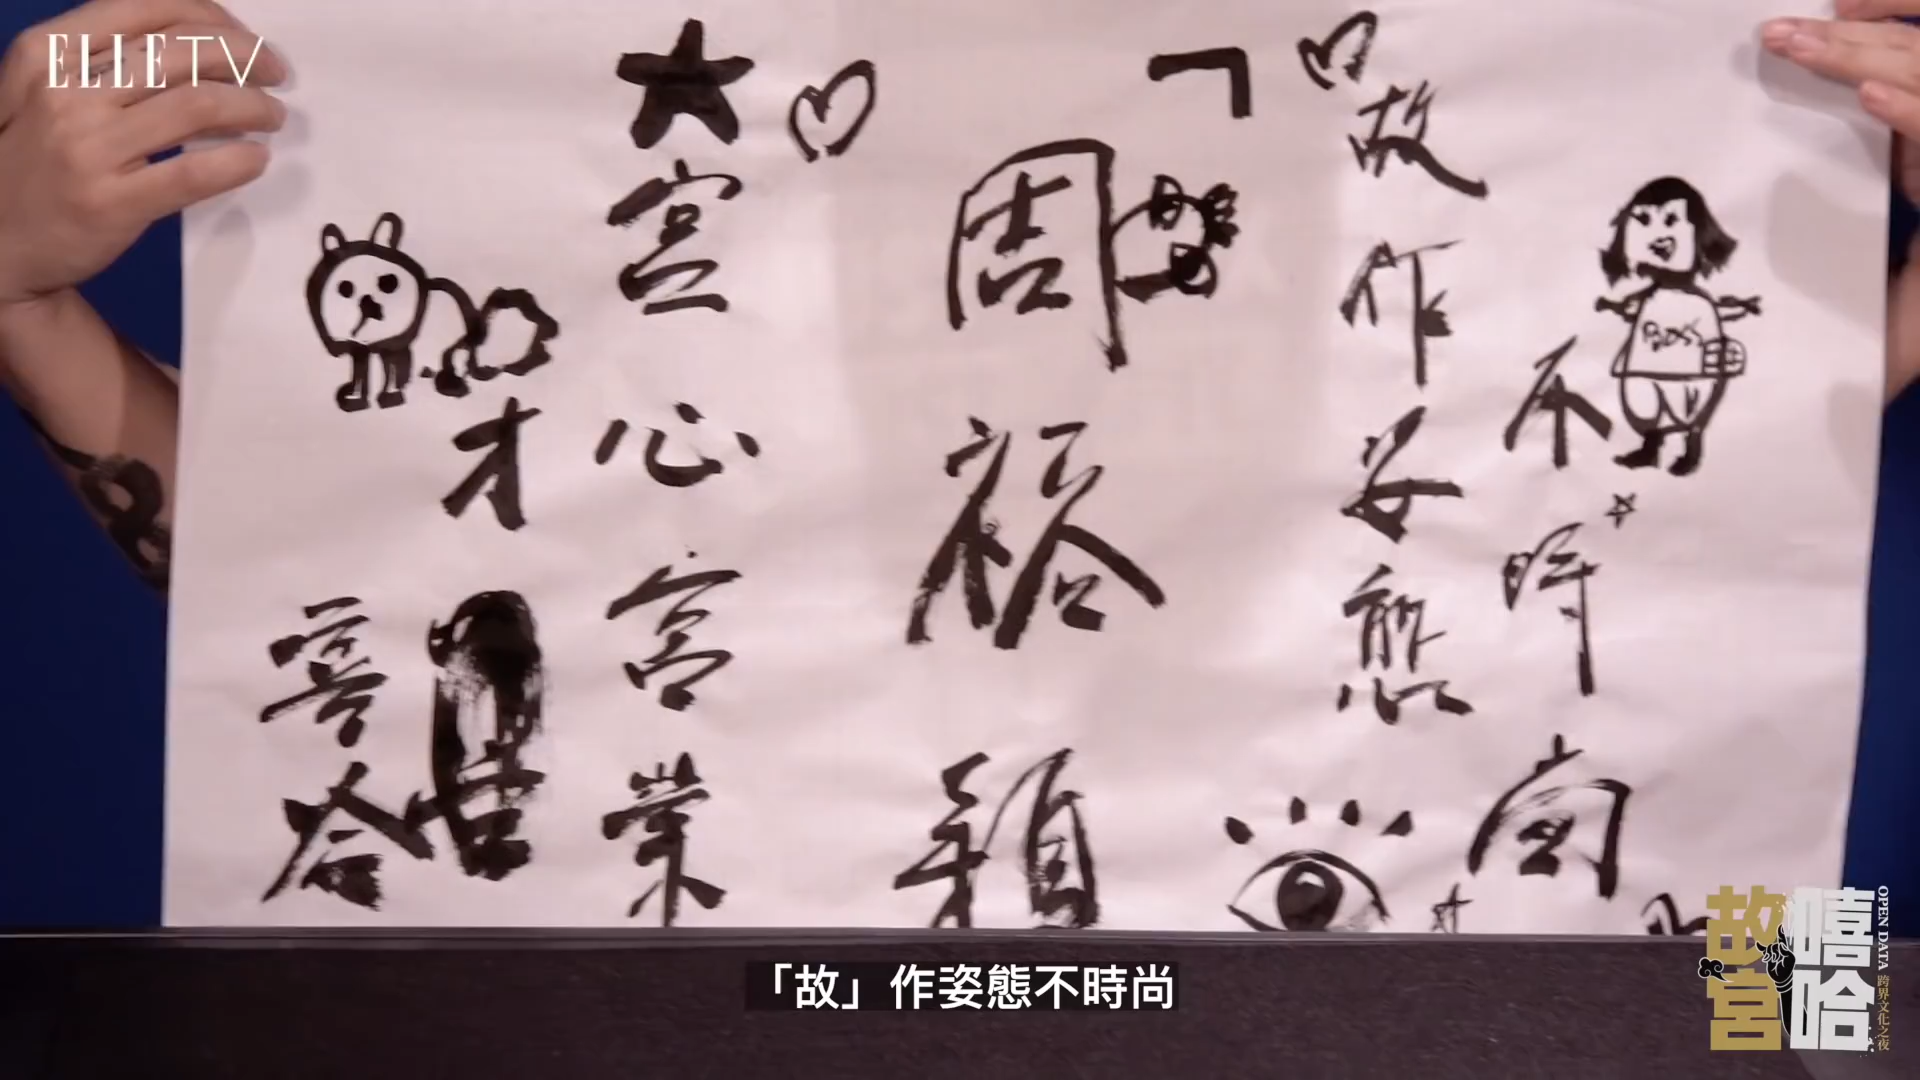 ELLE TV
「故作姿態
不時尚
BOSS
周裕穎
宮心宮業
才
「故」作姿態不時尚
故宮
嘻哈
OPEN DATA 跨界文化之夜